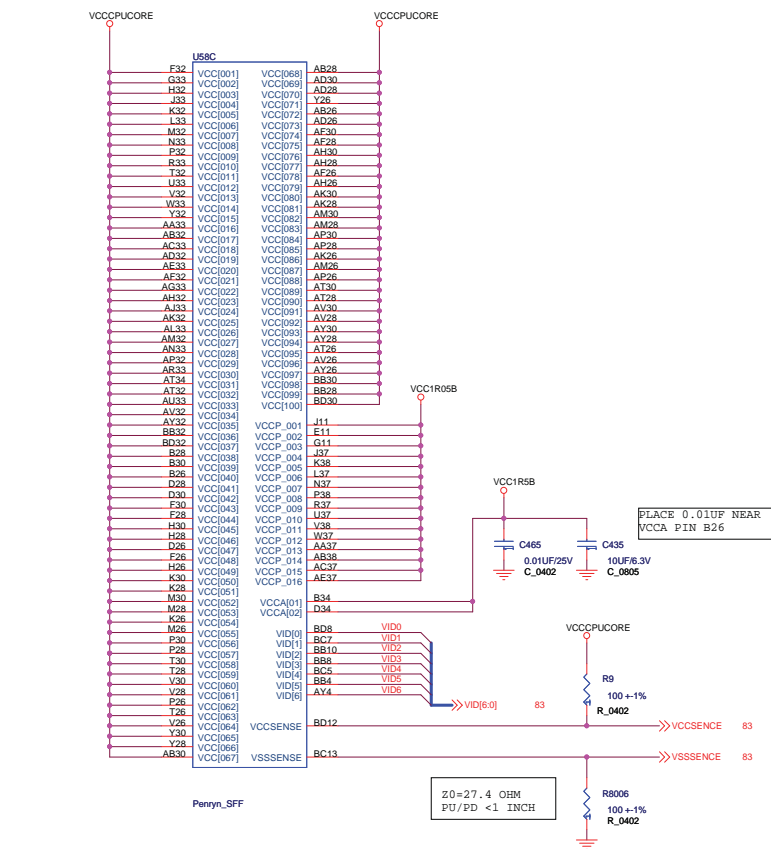 VCCCPUCORE VCCCPUCORE
U58C
F32 VCC[001] VCC[068] AB28
G33 VCC[002] VCC[069] AD30
H32 VCC[003] VCC[070] AD28
J33 VCC[004] VCC[071] Y26
K32 VCC[005] VCC[072] AB26
L33 VCC[006] VCC[073] AD26
M32 VCC[007] VCC[074] AF30
N33 VCC[008] VCC[075] AF28
P32 VCC[009] VCC[076] AH30
R33 VCC[010] VCC[077] AH28
T32 VCC[011] VCC[078] AF26
U33 VCC[012] VCC[079] AH26
V32 VCC[013] VCC[080] AK30
W33 VCC[014] VCC[081] AK28
Y32 VCC[015] VCC[082] AM30
AA33 VCC[016] VCC[083] AM28
AB32 VCC[017] VCC[084] AP30
AC33 VCC[018] VCC[085] AP28
AD32 VCC[019] VCC[086] AK26
AE33 VCC[020] VCC[087] AM26
AF32 VCC[021] VCC[088] AP26
AG33 VCC[022] VCC[089] AT30
AH32 VCC[023] VCC[090] AT28
AJ33 VCC[024] VCC[091] AV30
AK32 VCC[025] VCC[092] AV28
AL33 VCC[026] VCC[093] AY30
AM32 VCC[027] VCC[094] AY28
AN33 VCC[028] VCC[095] AT26
AP32 VCC[029] VCC[096] AV26
AR33 VCC[030] VCC[097] AY26
AT34 VCC[031] VCC[098] BB30
AT32 VCC[032] VCC[099] BB28
AU33 VCC[033] VCC[100] BD30
VCC1R05B
AV32 VCC[034]
AY32 VCC[035] VCCP_001 J11
BB32 VCC[036] VCCP_002 E11
BD32 VCC[037] VCCP_003 G11
B28 VCC[038] VCCP_004 J37
B30 VCC[039] VCCP_005 K38
B26 VCC[040] VCCP_006 L37
D28 VCC[041] VCCP_007 N37
D30 VCC[042] VCCP_008 P38
F30 VCC[043] VCCP_009 R37
F28 VCC[044] VCCP_010 U37
H30 VCC[045] VCCP_011 V38
H28 VCC[046] VCCP_012 W37
D26 VCC[047] VCCP_013 AA37
F26 VCC[048] VCCP_014 AB38
H26 VCC[049] VCCP_015 AC37
K30 VCC[050] VCCP_016 AE37
K28 VCC[051]
M30 VCC[052] VCCA[01] B34
M28 VCC[053] VCCA[02] D34
K26 VCC[054]
M26 VCC[055] VID[0] BD8 VID0
P30 VCC[056] VID[1] BC7 VID1
P28 VCC[057] VID[2] BB10 VID2
T30 VCC[058] VID[3] BB8 VID3
T28 VCC[059] VID[4] BC5 VID4
V30 VCC[060] VID[5] BB4 VID5
V28 VCC[061] VID[6] AY4 VID6
P26 VCC[062]
T26 VCC[063]
V26 VCC[064] VCCSENSE BD12
Y30 VCC[065]
Y28 VCC[066]
AB30 VCC[067] VSSSENSE BC13
Penryn_SFF
VCC1R5B
C465
0.01UF/25V
C_0402
C435
10UF/6.3V
C_0805
PLACE 0.01UF NEAR
VCCA PIN B26
VID[6:0] 83
VCCCPUCORE
R9
100 +-1%
R_0402
VCCSENCE 83
VSSSENCE 83
Z0=27.4 OHM
PU/PD <1 INCH
R8006
100 +-1%
R_0402